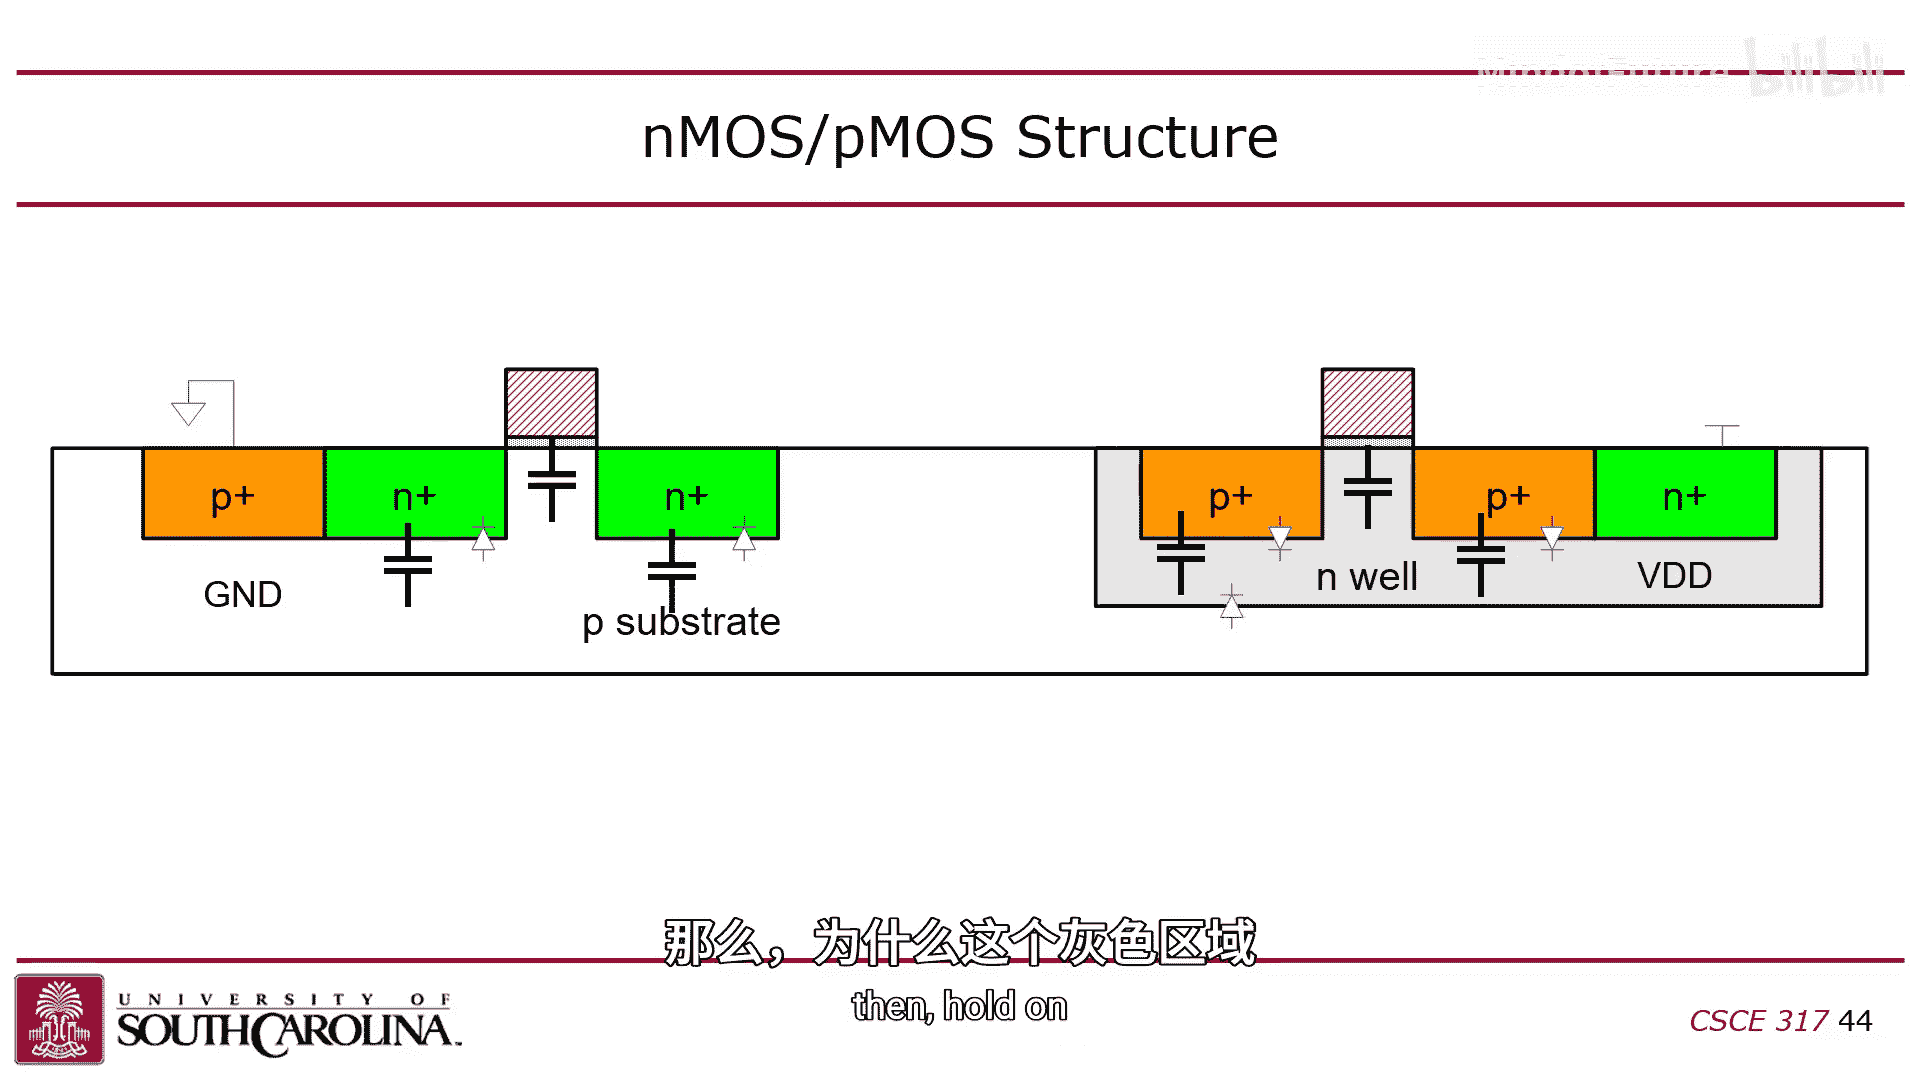 nMOS/pMOS Structure
p+
n+
n+
p+
p+
n+
GND
p substrate
n well
VDD
那么，为什么这个灰色区域
then, hold on
UNIVERSITY OF
SOUTH CAROLINA
CSCE 317 44
bilibili